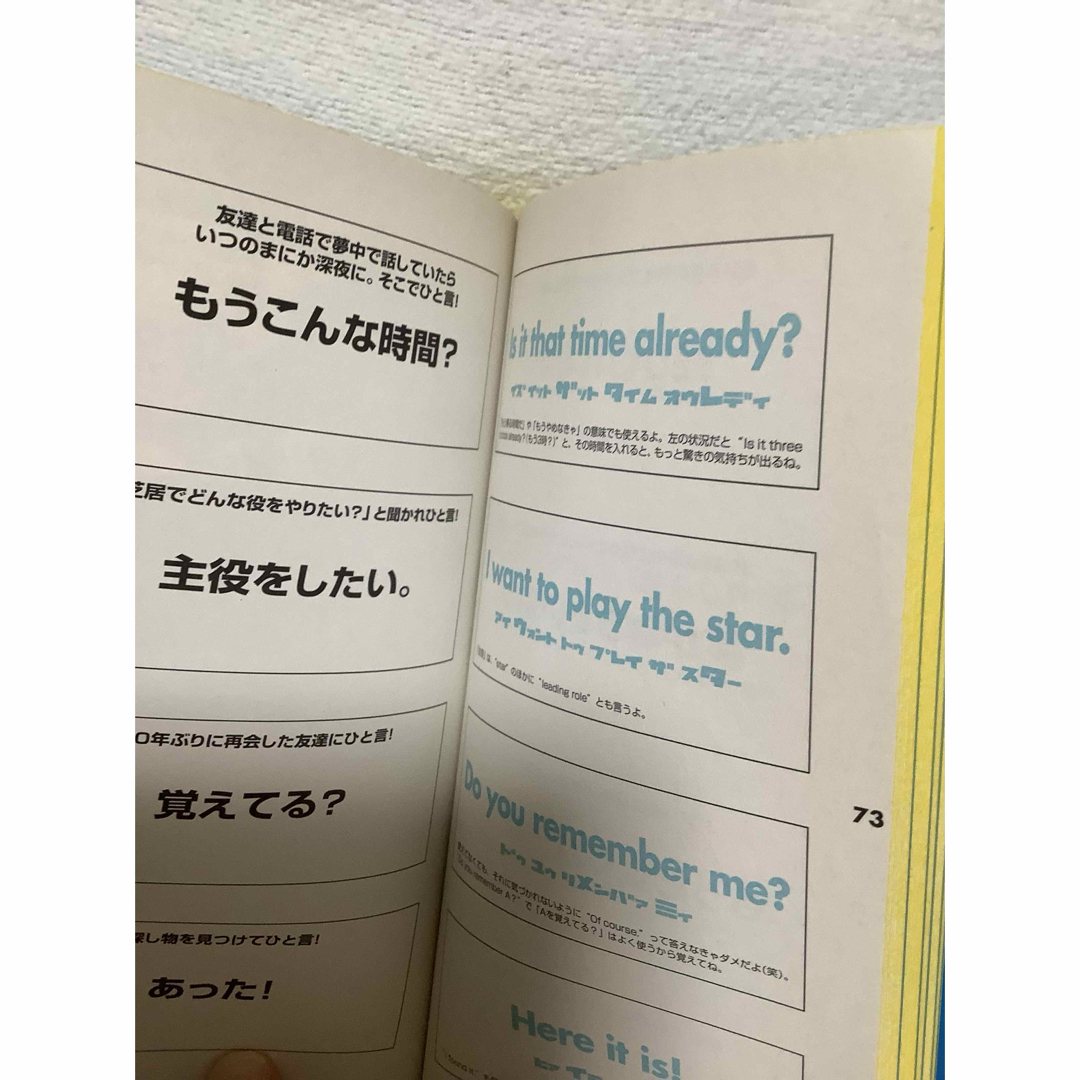 友達と電話で夢中で話していたら
いつのまにか深夜に。そこでひと言!
もうこんな時間?
芝居でどんな役をやりたい?」と聞かれひと言!
主役をしたい。
0年ぶりに再会した友達にひと言!
覚えてる?
探し物を見つけてひと言!
あった!
Is it that time already?
イズ イット ザット タイム オウレディ
や「もうやめなきゃ」の意味でも使えるよ。左の状況だと "Is it three
already?(もう3時?)"と、その時間を入れると、もっと驚きの気持ちが出るね。
I want to play the star.
アイ ウォント トゥ プレイ ザ スター
は、"star" のほかに "leading role" とも言うよ。
73
Do you remember me?
ドゥ ユゥ リメンバァ ミィ
覚えてなくても、それに気づかれないように "Of course." って答えなきゃダメだよ(笑)。
"Do you remember A?" で「Aを覚えてる?」はよく使うから覚えてね。
Here it is!